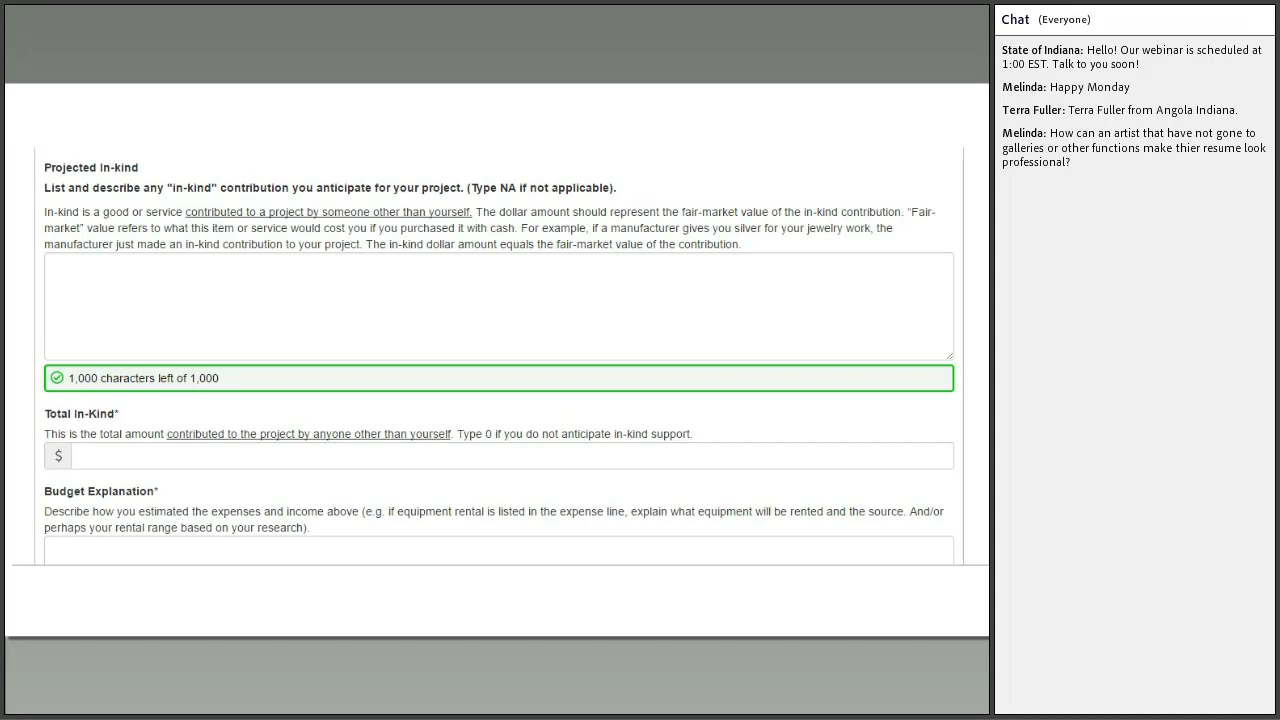 Projected In-kind
List and describe any "in-kind" contribution you anticipate for your project. (Type NA if not applicable).
In-kind is a good or service contributed to a project by someone other than yourself. The dollar amount should represent the fair-market value of the in-kind contribution. “Fair-
market” value refers to what this item or service would cost you if you purchased it with cash. For example, if a manufacturer gives you silver for your jewelry work, the
manufacturer just made an in-kind contribution to your project. The in-kind dollar amount equals the fair-market value of the contribution.
1,000 characters left of 1,000
Total In-Kind*
This is the total amount contributed to the project by anyone other than yourself. Type 0 if you do not anticipate in-kind support.
$
Budget Explanation*
Describe how you estimated the expenses and income above (e.g. if equipment rental is listed in the expense line, explain what equipment will be rented and the source. And/or
perhaps your rental range based on your research).
Chat (Everyone)
State of Indiana: Hello! Our webinar is scheduled at
1:00 EST. Talk to you soon!
Melinda: Happy Monday
Terra Fuller: Terra Fuller from Angola Indiana.
Melinda: How can an artist that have not gone to
galleries or other functions make thier resume look
professional?